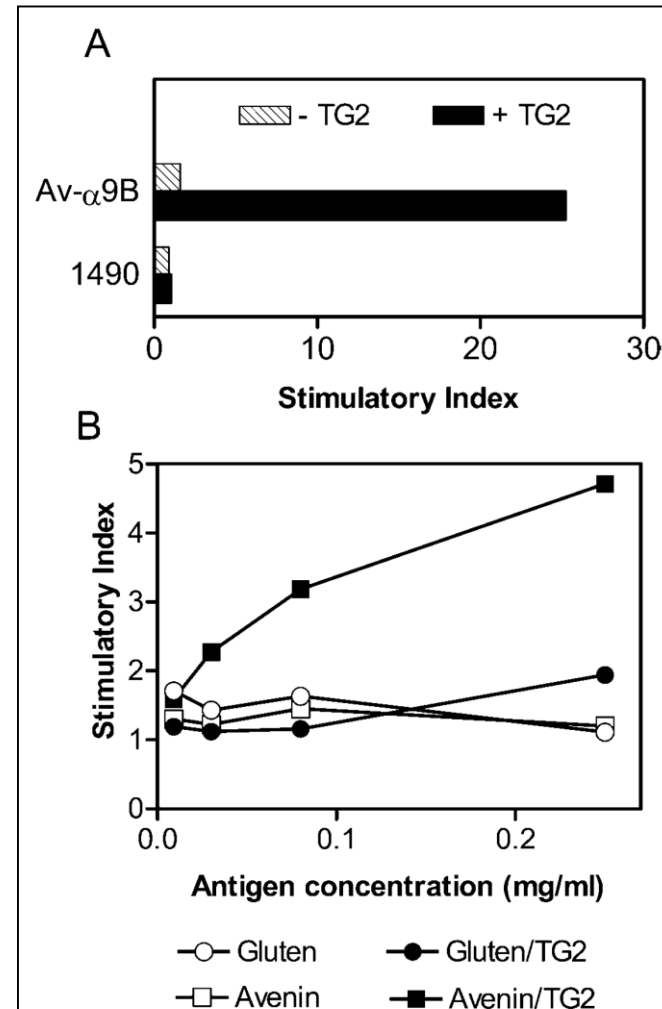 A
- TG2 + TG2
Av-α9B
1490
0 10 20 30
Stimulatory Index
B
5
4
3
2
1
0
Stimulatory Index
0.0 0.1 0.2
Antigen concentration (mg/ml)
Gluten Gluten/TG2
Avenin Avenin/TG2